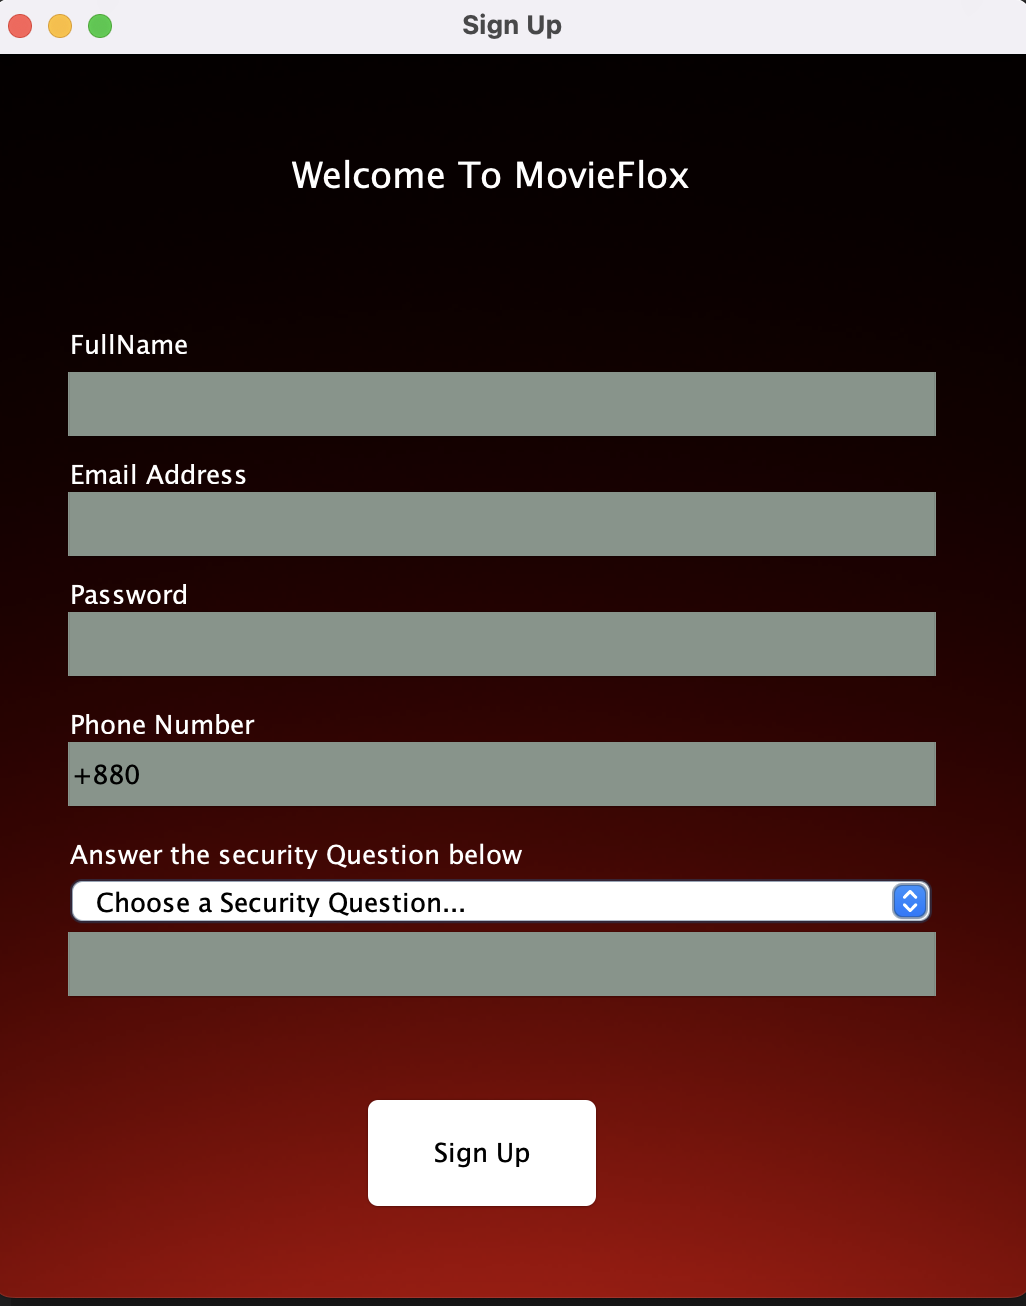 Sign Up
Welcome To MovieFlox
FullName
Email Address
Password
Phone Number
+880
Answer the security Question below
Choose a Security Question...
Sign Up